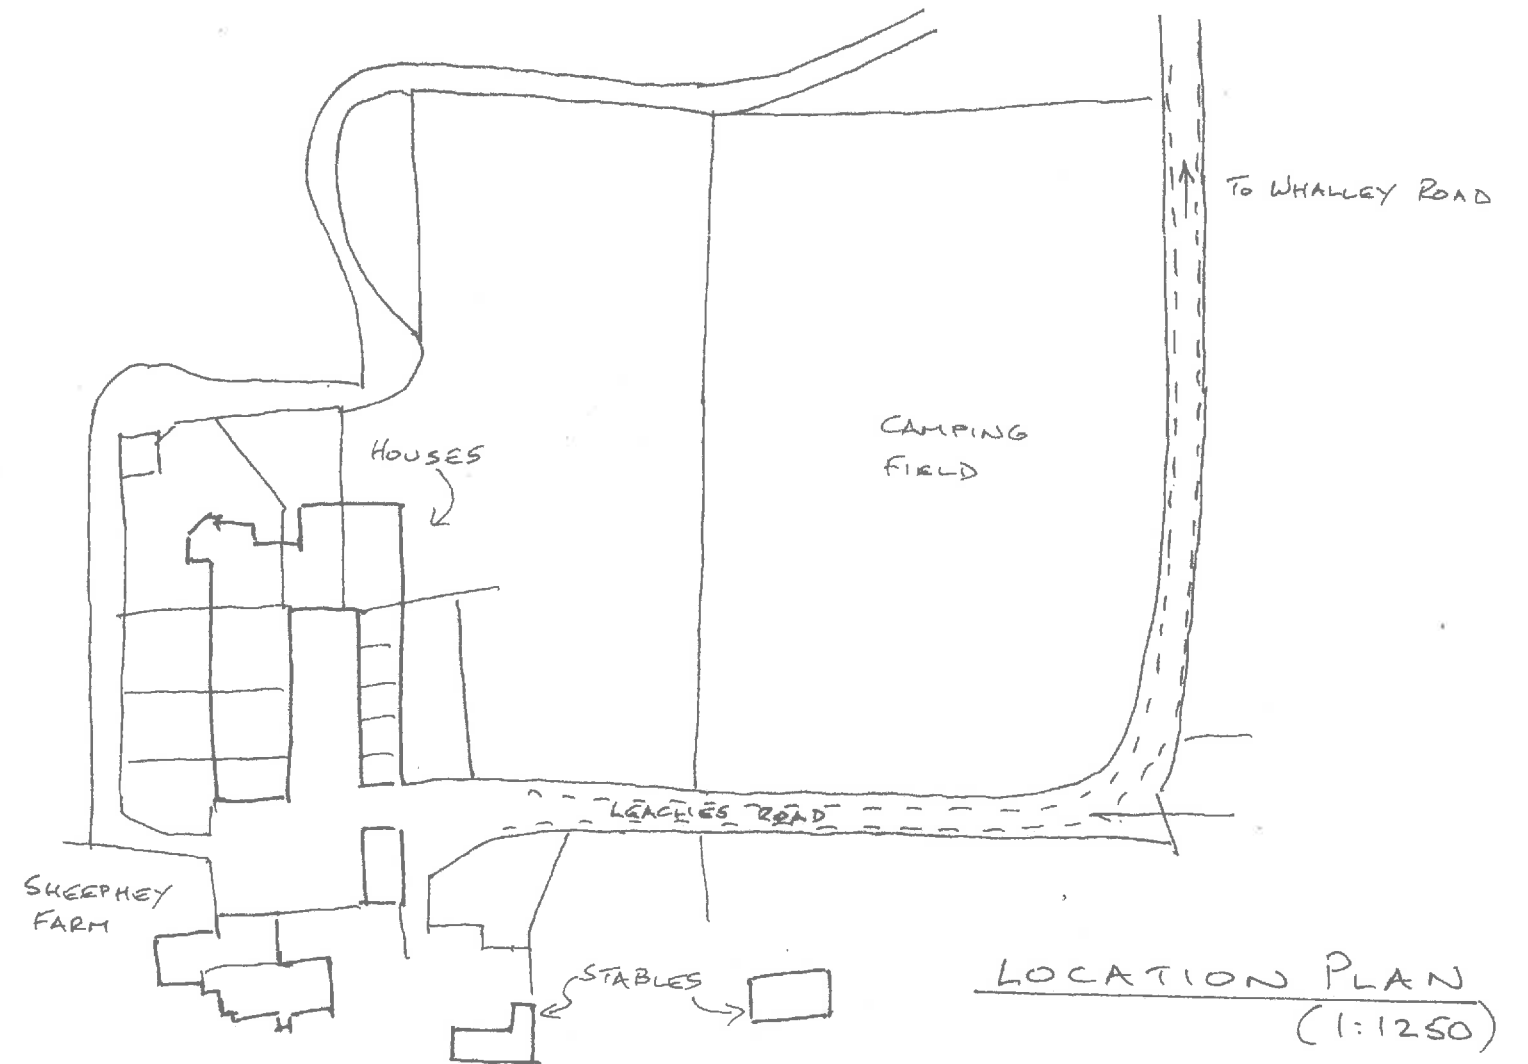 To WHALLEY ROAD
CAMPING
FIELD
HOUSES
LEACHES ROAD
SHEEPHEY
FARM
STABLES
LOCATION PLAN
(1:1250)